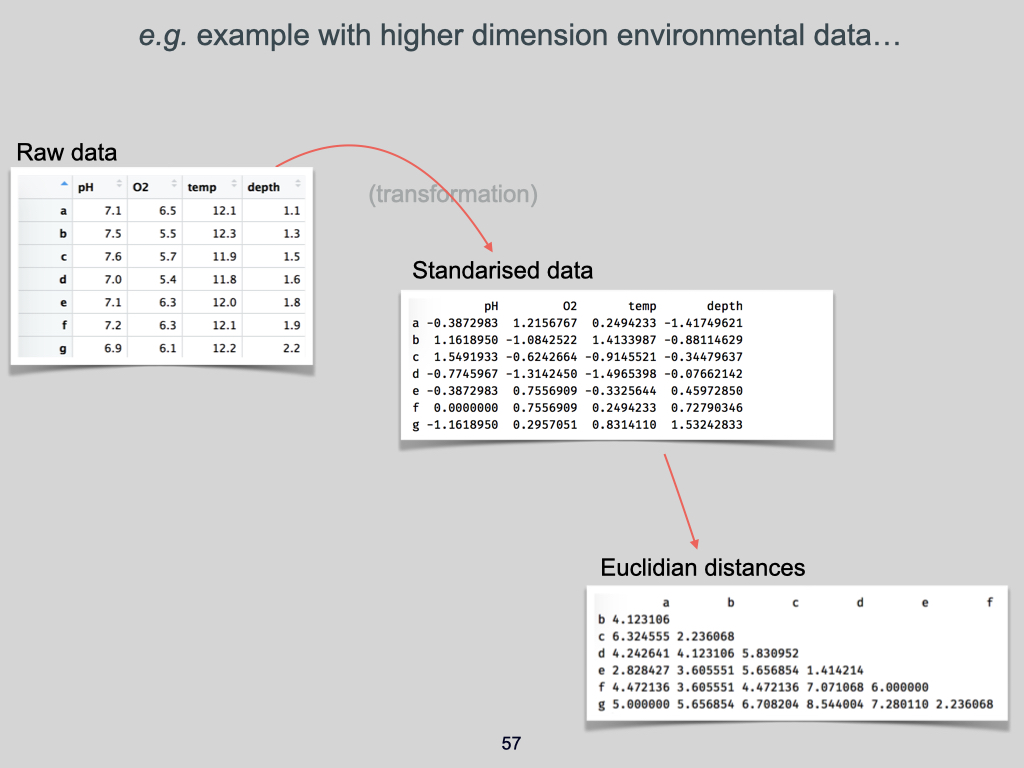 e.g. example with higher dimension environmental data…
Raw data
pH O2 temp depth
a 7.1 6.5 12.1 1.1
b 7.5 5.5 12.3 1.3
c 7.6 5.7 11.9 1.5
d 7.0 5.4 11.8 1.6
e 7.1 6.3 12.0 1.8
f 7.2 6.3 12.1 1.9
g 6.9 6.1 12.2 2.2
(transformation)
Standarised data
pH O2 temp depth
a -0.3872983 1.2156767 0.2494233 -1.41749621
b 1.1618950 -1.0842522 1.4133987 -0.88114629
c 1.5491933 -0.6242664 -0.9145521 -0.34479637
d -0.7745967 -1.3142450 -1.4965398 -0.07662142
e -0.3872983 0.7556909 -0.3325644 0.45972850
f 0.0000000 0.7556909 0.2494233 0.72790346
g -1.1618950 0.2957051 0.8314110 1.53242833
Euclidian distances
a b c d e f
b 4.123106
c 6.324555 2.236068
d 4.242641 4.123106 5.830952
e 2.828427 3.605551 5.656854 1.414214
f 4.472136 3.605551 4.472136 7.071068 6.000000
g 5.000000 5.656854 6.708204 8.544004 7.280110 2.236068
57